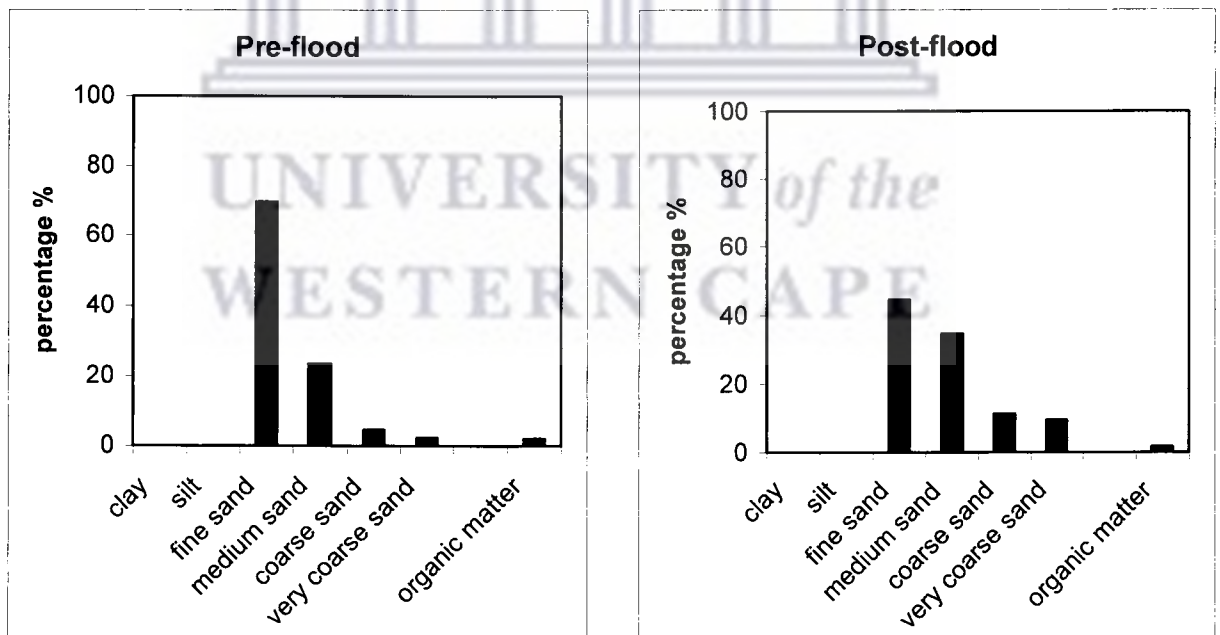 Pre-flood
100
80
60
40
20
0
percentage %
clay
silt
fine sand
medium sand
coarse sand
very coarse sand
organic matter
Post-flood
100
80
60
40
20
0
percentage %
clay
silt
fine sand
medium sand
coarse sand
very coarse sand
organic matter
UNIVERSITY of the
WESTERN CAPE